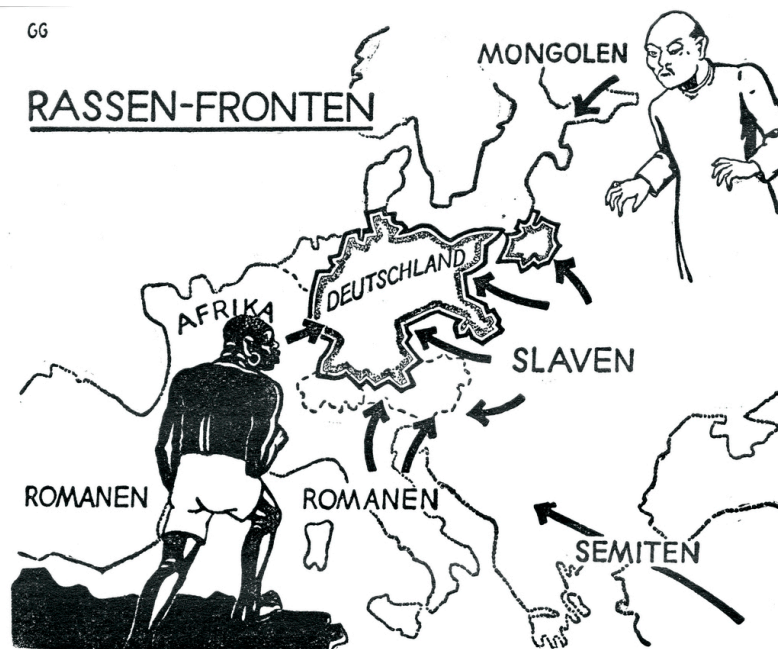 GG
MONGOLEN
RASSEN-FRONTEN
DEUTSCHLAND
AFRIKA
SLAVEN
ROMANEN
ROMANEN
SEMITEN